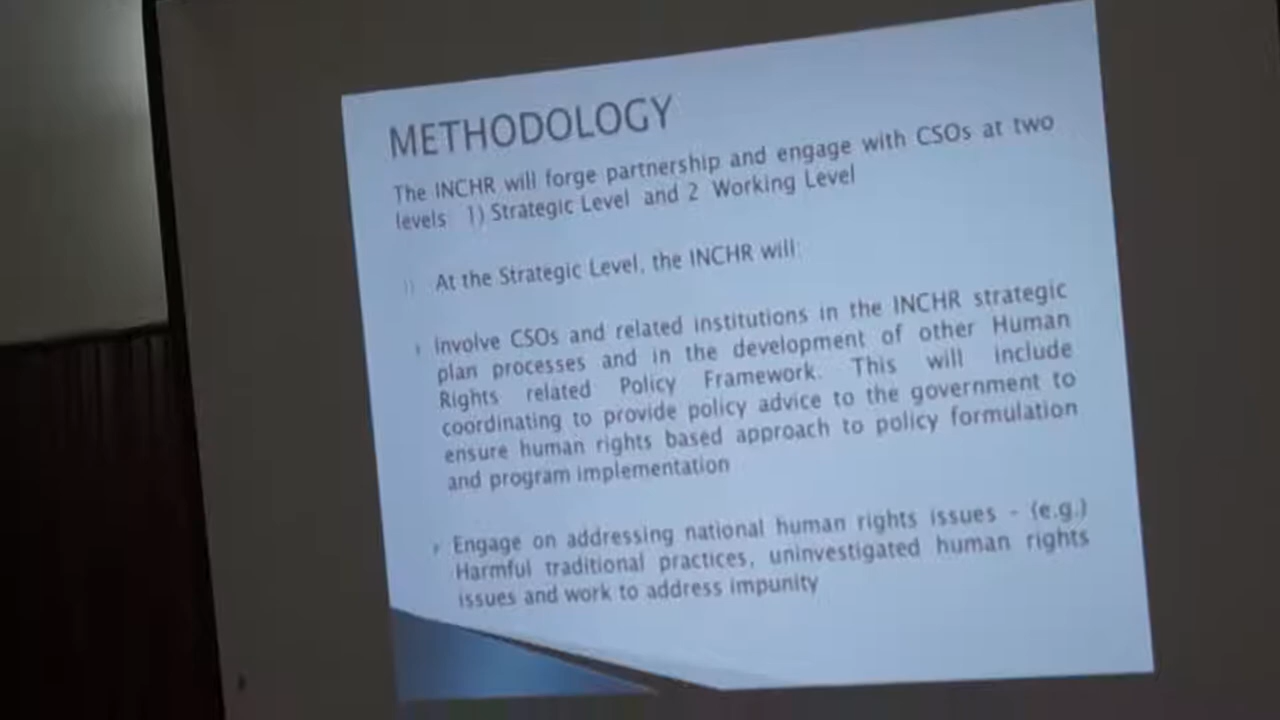 METHODOLOGY
The INCHR will forge partnership and engage with CSOs at two
levels 1) Strategic Level and 2 Working Level
1) At the Strategic Level, the INCHR will:
Involve CSOs and related institutions in the INCHR strategic
plan processes and in the development of other Human
Rights related Policy Framework. This will include
coordinating to provide policy advice to the government to
ensure human rights based approach to policy formulation
and program implementation
Engage on addressing national human rights issues - (e.g.)
Harmful traditional practices, uninvestigated human rights
issues and work to address impunity